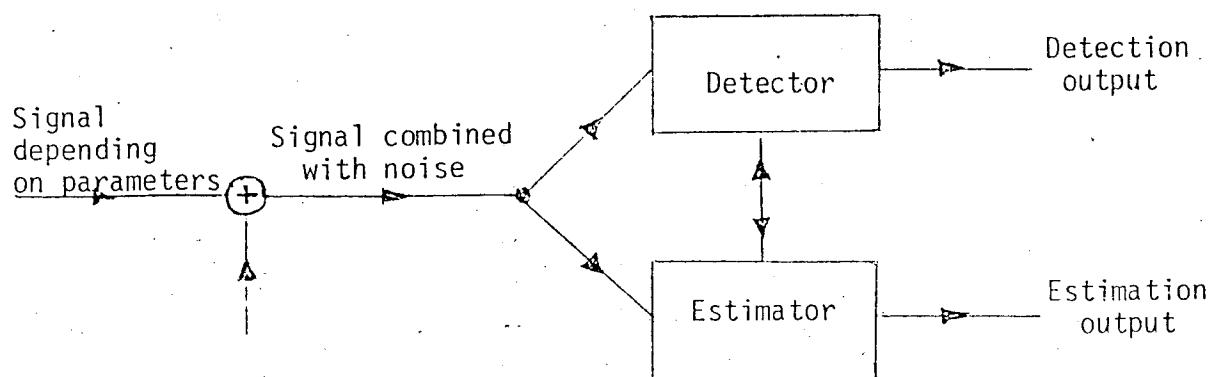 Signal
depending
on parameters
+
Signal combined
with noise
Detector
Detection
output
Estimator
Estimation
output